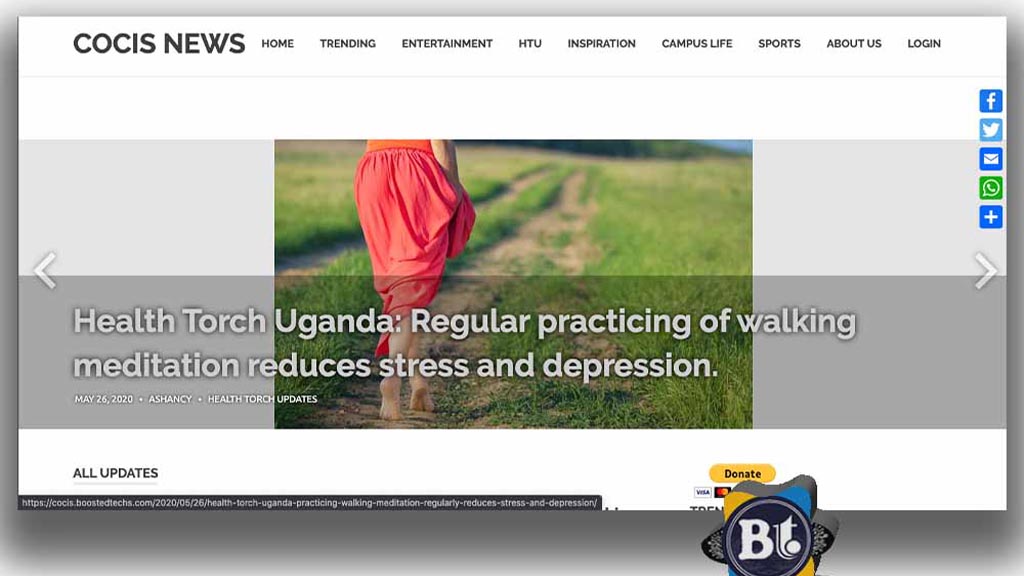 COCIS NEWS
HOME TRENDING ENTERTAINMENT HTU INSPIRATION CAMPUS LIFE SPORTS ABOUT US LOGIN
Health Torch Uganda: Regular practicing of walking
meditation reduces stress and depression.
MAY 26, 2020 • ASHANCY • HEALTH TORCH UPDATES
ALL UPDATES
Donate
VISA
https://cocis.boostedtechs.com/2020/05/26/health-torch-uganda-practicing-walking-meditation-regularly-reduces-stress-and-depression/
Bt